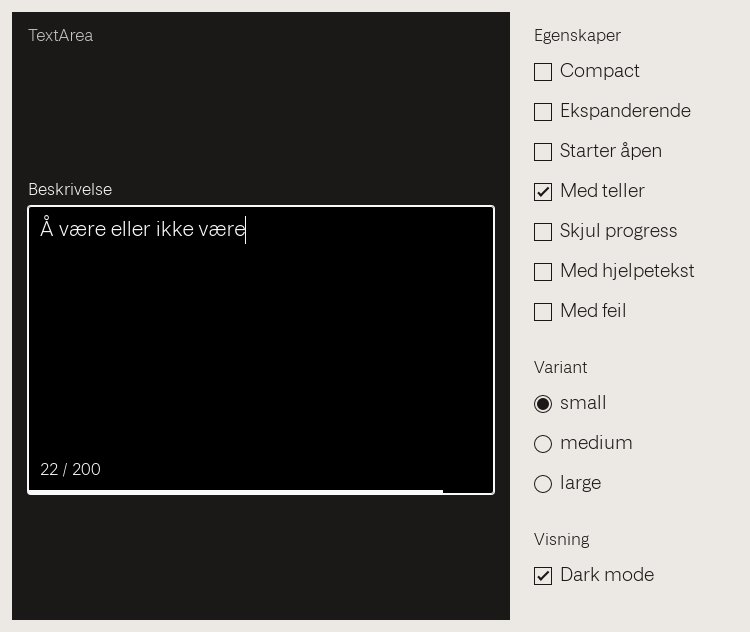 TextArea
Beskrivelse
Å være eller ikke være
22 / 200
Egenskaper
Compact
Ekspanderende
Starter åpen
Med teller
Skjul progress
Med hjelpetekst
Med feil
Variant
small
medium
large
Visning
Dark mode